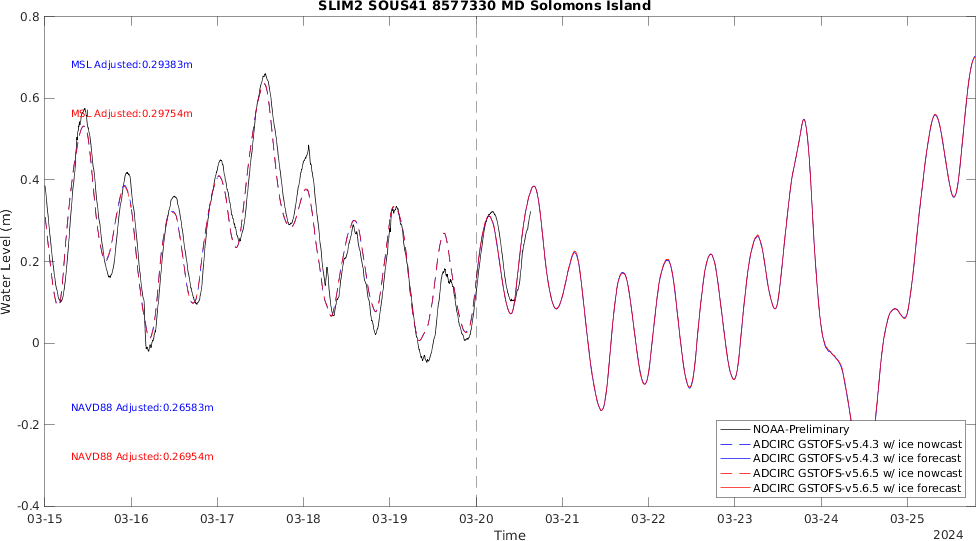 SLIM2 SOUS41 8577330 MD Solomons Island
0.8
0.6
0.4
0.2
0
-0.2
-0.4
Water Level (m)
MSL Adjusted:0.29383m
MSL Adjusted:0.29754m
NAVD88 Adjusted:0.26583m
NAVD88 Adjusted:0.26954m
NOAA-Preliminary
ADCIRC GSTOFS-v5.4.3 w/ ice nowcast
ADCIRC GSTOFS-v5.4.3 w/ ice forecast
ADCIRC GSTOFS-v5.6.5 w/ ice nowcast
ADCIRC GSTOFS-v5.6.5 w/ ice forecast
03-15 03-16 03-17 03-18 03-19 03-20 03-21 03-22 03-23 03-24 03-25
Time
2024